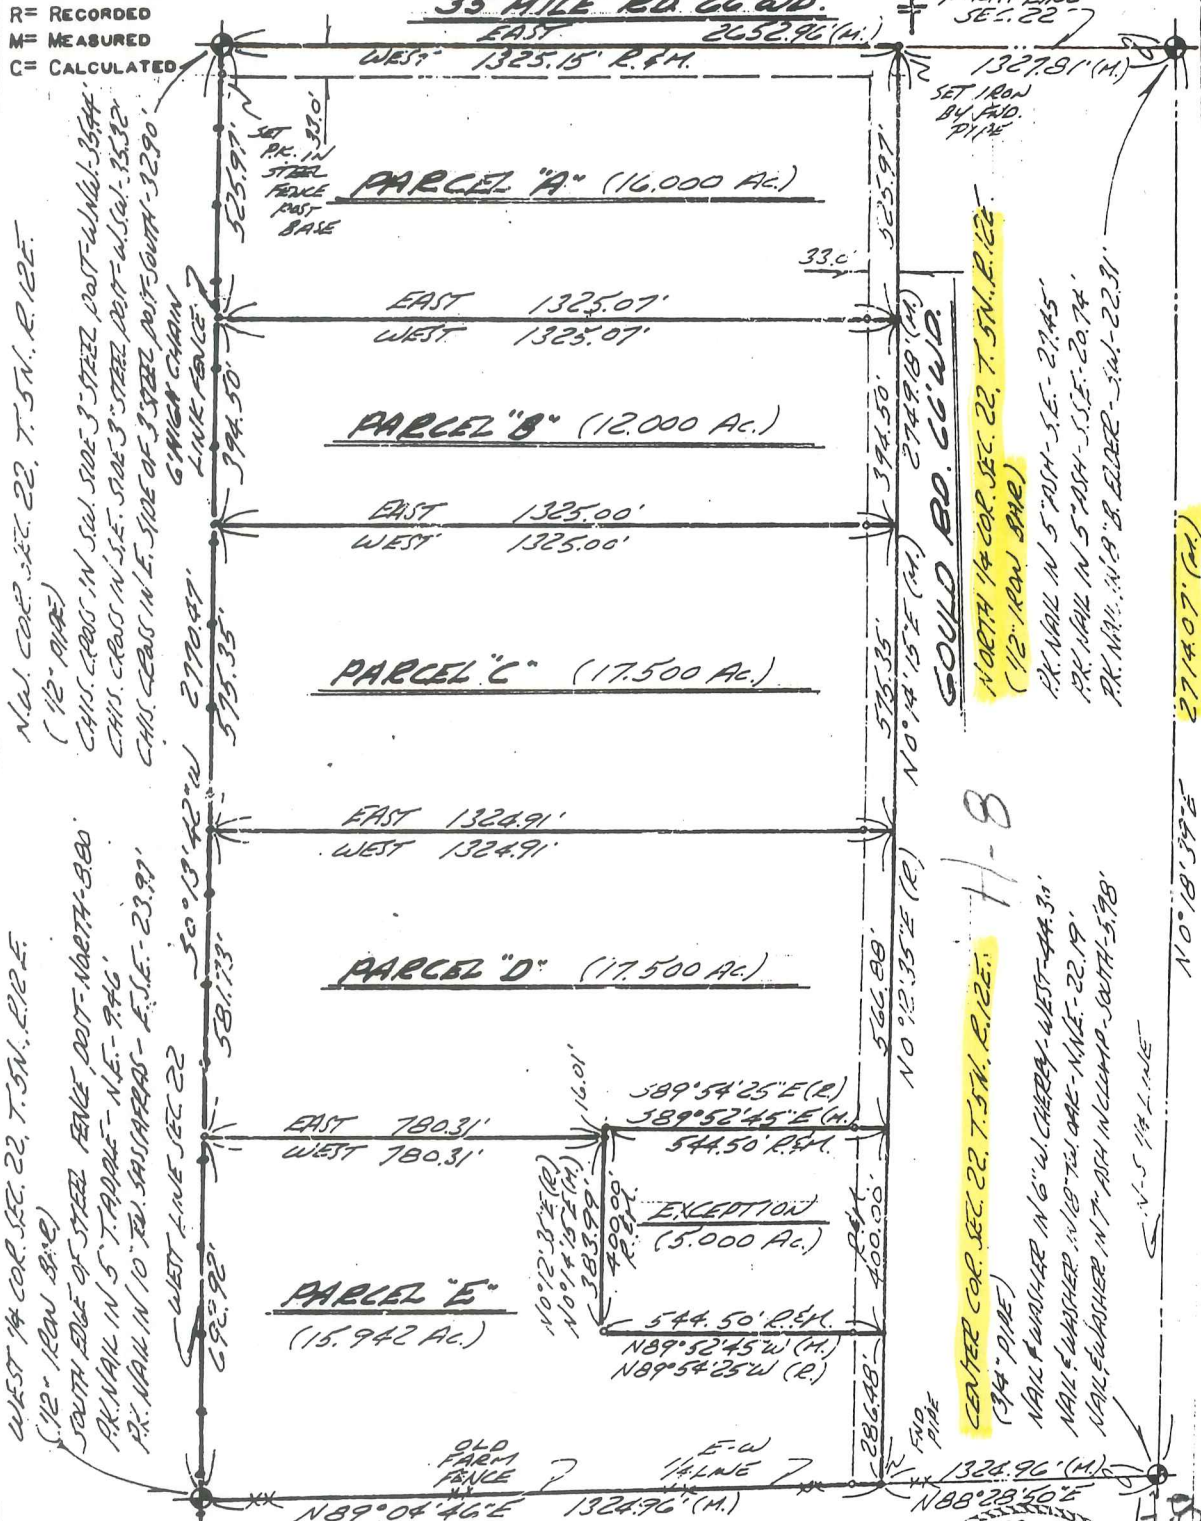 R= RECORDED
M= MEASURED
C= CALCULATED
33 MILE RD. 66' WD.
EAST 2652.96'(M.)
WEST 1325.15' R.&M.
SEC. 22
1327.81' (M.)
SET IRON
BY FND.
PIPE
SET
P.K. IN
STEEL
FENCE
POST
BASE
33.0'
525.97'
PARCEL "A" (16.000 AC.)
525.97'
33.0'
EAST 1325.07'
WEST 1325.07'
6' HIGH CHAIN
LINK FENCE
394.50'
PARCEL "B" (12.000 AC.)
394.50'
2749.18' (M.)
GOULD RD. 66' WD.
EAST 1325.00'
WEST 1325.00'
S0°13'42"W 2770.47'
575.35'
PARCEL "C" (17.500 AC.)
575.35'
N0°14'15"E (M.)
EAST 1324.91'
WEST 1324.91'
581.73'
PARCEL "D" (17.500 AC.)
566.88'
N0°12'35"E (R.)
H-8
WEST LINE SEC. 22
EAST 780.31'
WEST 780.31'
16.01'
S89°54'25"E (R.)
S89°52'45"E (M.)
544.50' R.&M.
N0°12'35"E (R.)
N0°14'15"E (M.)
383.99'
400.00'
R.&M.
EXCEPTION
(5.000 AC.)
R.&M.
400.00'
692.92'
PARCEL "E"
(15.942 AC.)
544.50' R.&M.
N89°52'45"W (M.)
N89°54'25"W (R.)
286.48'
FND.
PIPE
OLD
FARM
FENCE
E-W
1/4 LINE
N89°04'46"E 1324.96' (M.)
1324.96' (M.)
N88°28'50"E
N.W. COR. SEC. 22, T.5N., R.12E.
(1/2" PIPE)
CHIS. CROSS IN S.W. SIDE 3" STEEL POST-W.N.W.-35.44'
CHIS. CROSS IN S.E. SIDE 3" STEEL POST-W.S.W.-35.32'
CHIS. CROSS IN E. SIDE OF 3" STEEL POST-SOUTH-32.90'
WEST 1/4 COR. SEC. 22, T.5N., R.12E.
(1/2" IRON BAR)
SOUTH EDGE OF STEEL FENCE POST-NORTH-8.80'
P.K. NAIL IN 5" T. APPLE-N.E.-9.46'
P.K. NAIL IN 10" TW. SASSAFRAS-E.S.E.-23.97'
NORTH 1/4 COR. SEC. 22, T.5N., R.12E.
(1/2" IRON BAR)
P.K. NAIL IN 5" ASH-S.E.-27.45'
P.K. NAIL IN 5" ASH-S.S.E.-20.74'
P.K. NAIL IN 8" B. ELDER-S.W.-22.31'
CENTER COR. SEC. 22, T.5N., R.12E.
(3/4" PIPE)
NAIL & WASHER IN 6" W. CHERRY-WEST-44.31'
NAIL & WASHER IN 18" TW. OAK-N.N.E.-22.19'
NAIL & WASHER IN 7" ASH IN CLUMP-SOUTH-5.98'
2714.07' (M.)
N0°18'39"E
N-S 1/4 LINE